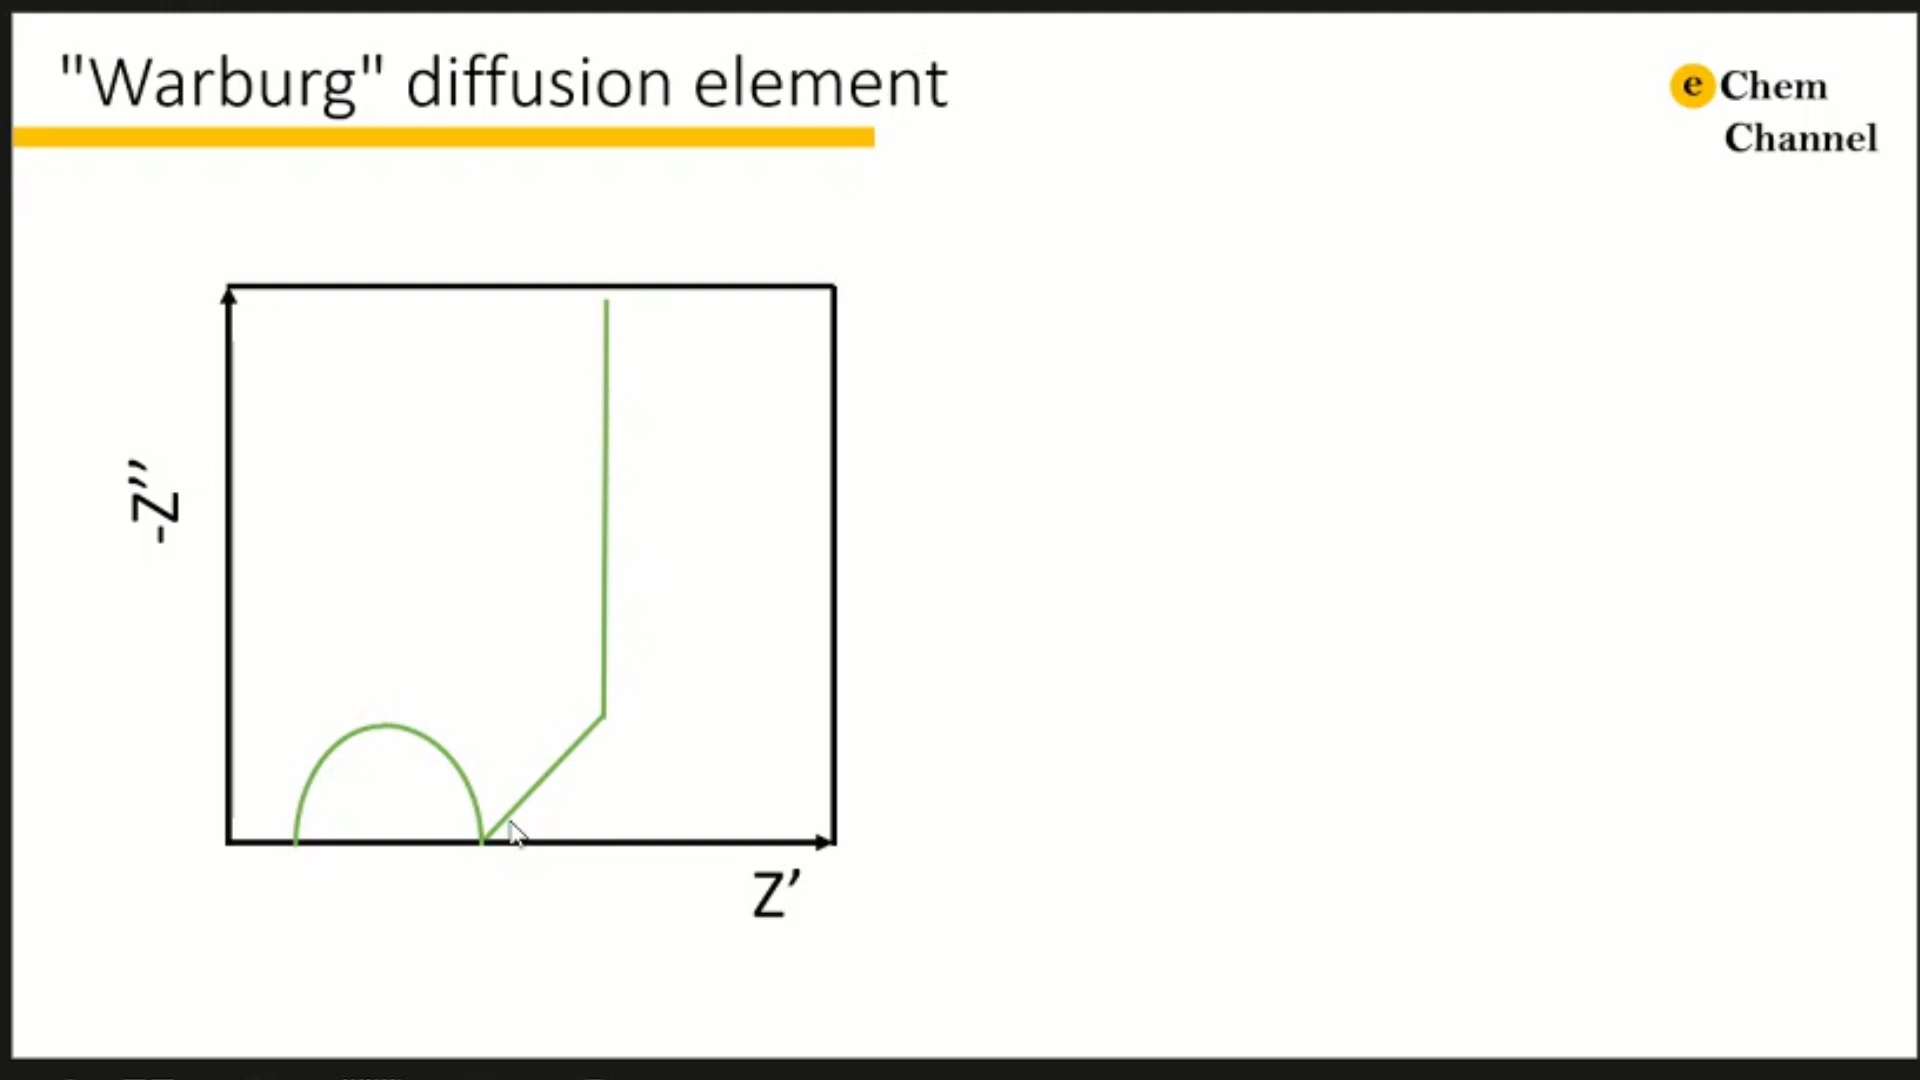 "Warburg" diffusion element
e Chem
Channel
-Z’’
Z’